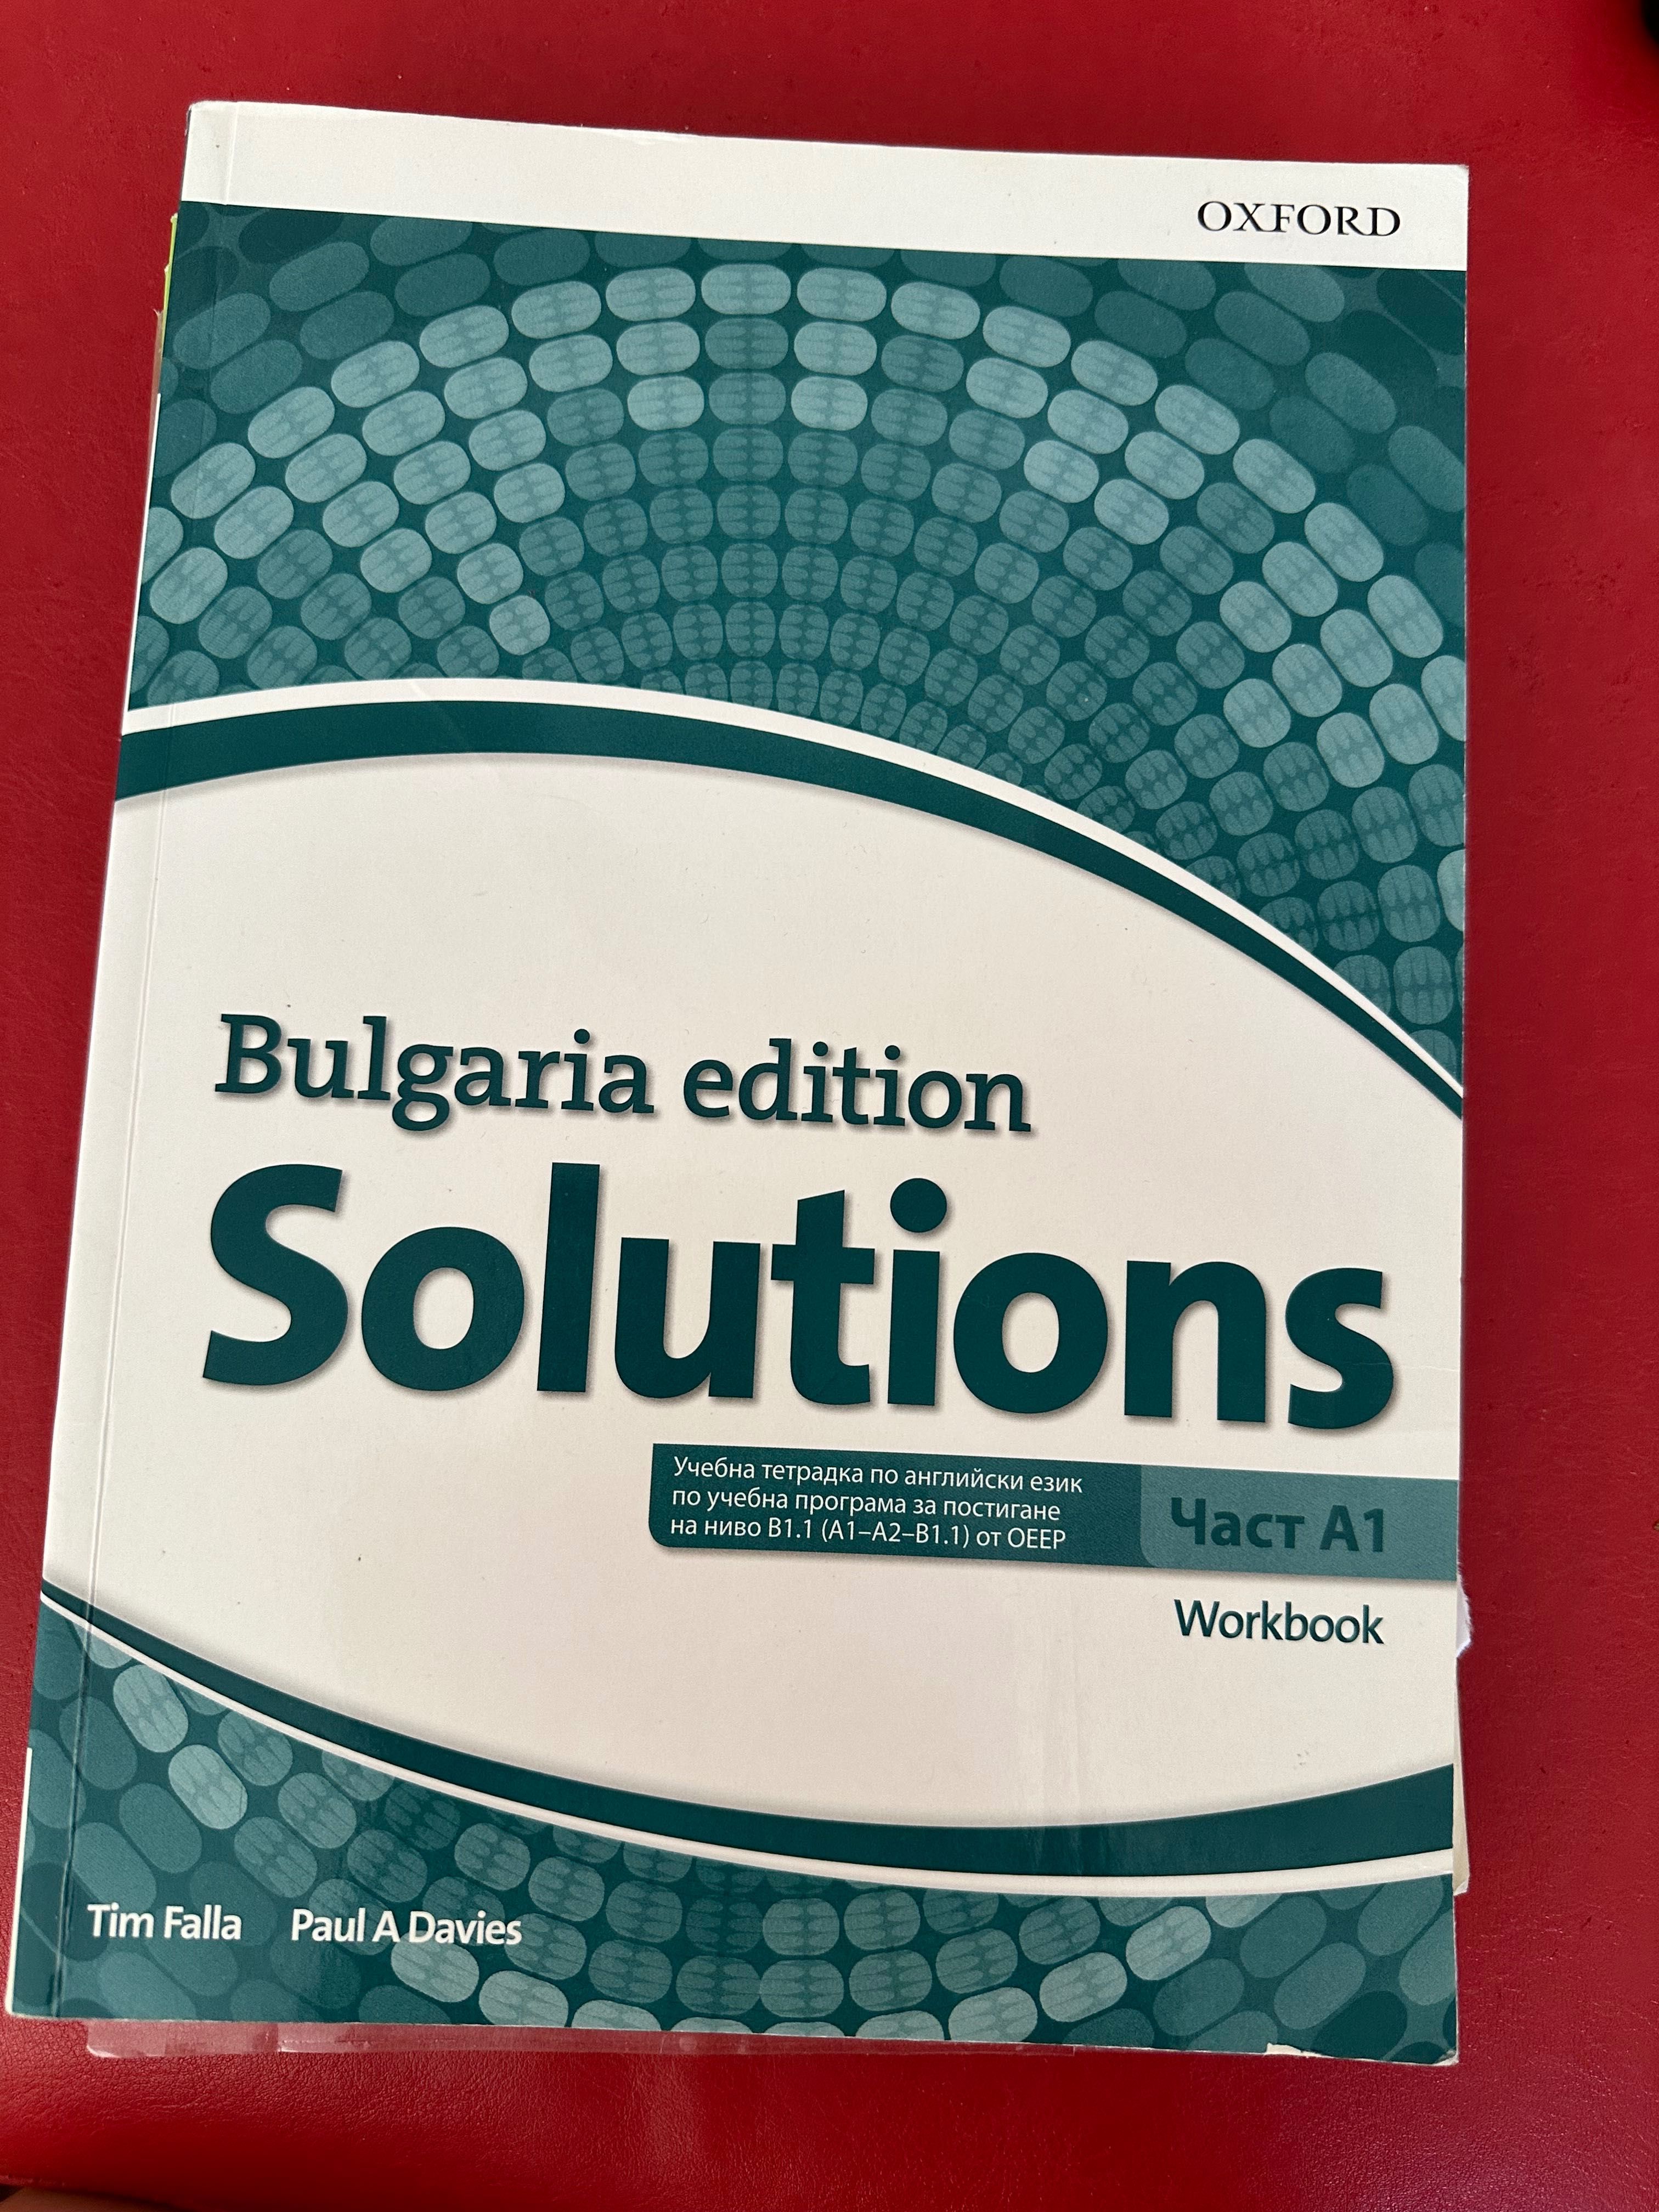 OXFORD
Bulgaria edition
Solutions
Учебна тетрадка по английски език
по учебна програма за постигане
на ниво B1.1 (A1–A2–B1.1) от ОЕЕР
Част A1
Workbook
Tim Falla Paul A Davies